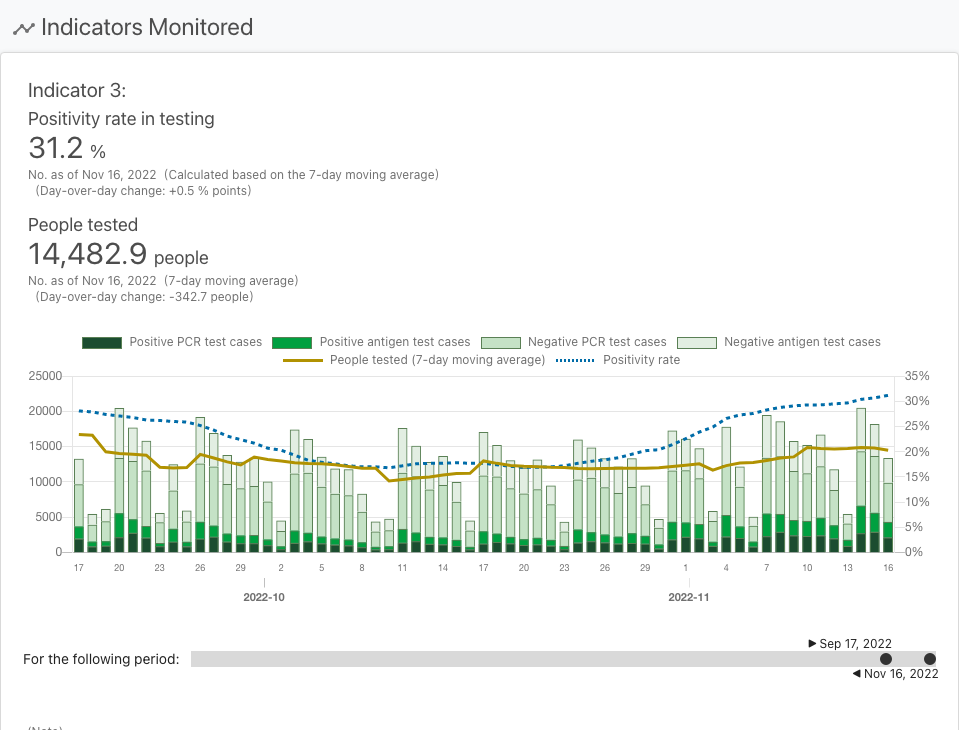 Indicators Monitored
Indicator 3:
Positivity rate in testing
31.2 %
No. as of Nov 16, 2022 (Calculated based on the 7-day moving average)
(Day-over-day change: +0.5 % points)
People tested
14,482.9 people
No. as of Nov 16, 2022 (7-day moving average)
(Day-over-day change: -342.7 people)
Positive PCR test cases Positive antigen test cases Negative PCR test cases Negative antigen test cases
People tested (7-day moving average) Positivity rate
25000 35%
30%
20000
25%
15000 20%
15%
10000
10%
5000
5%
0 0%
17 20 23 26 29 2 5 8 11 14 17 20 23 26 29 1 4 7 10 13 16
2022-10 2022-11
Sep 17, 2022
For the following period:
Nov 16, 2022